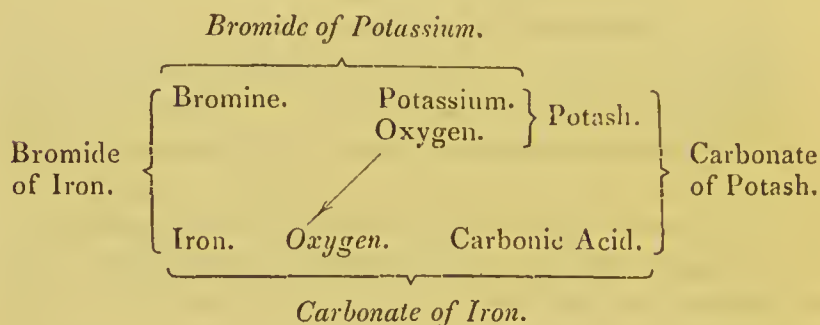 Bromide of Potassium.
Bromine. Potassium.
Oxygen.
Potash.
Bromide
of Iron.
Carbonate
of Potash.
Iron. Oxygen. Carbonic Acid.
Carbonate of Iron.